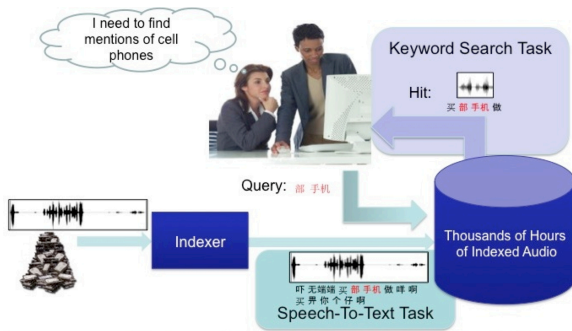 I need to find
mentions of cell
phones
Keyword Search Task
Hit:
买 部 手机 做
Query: 部 手机
Indexer
Thousands of Hours
of Indexed Audio
吓 无端端 买 部 手机 做 咩 啊
买 畀 你 个 仔 啊
Speech-To-Text Task